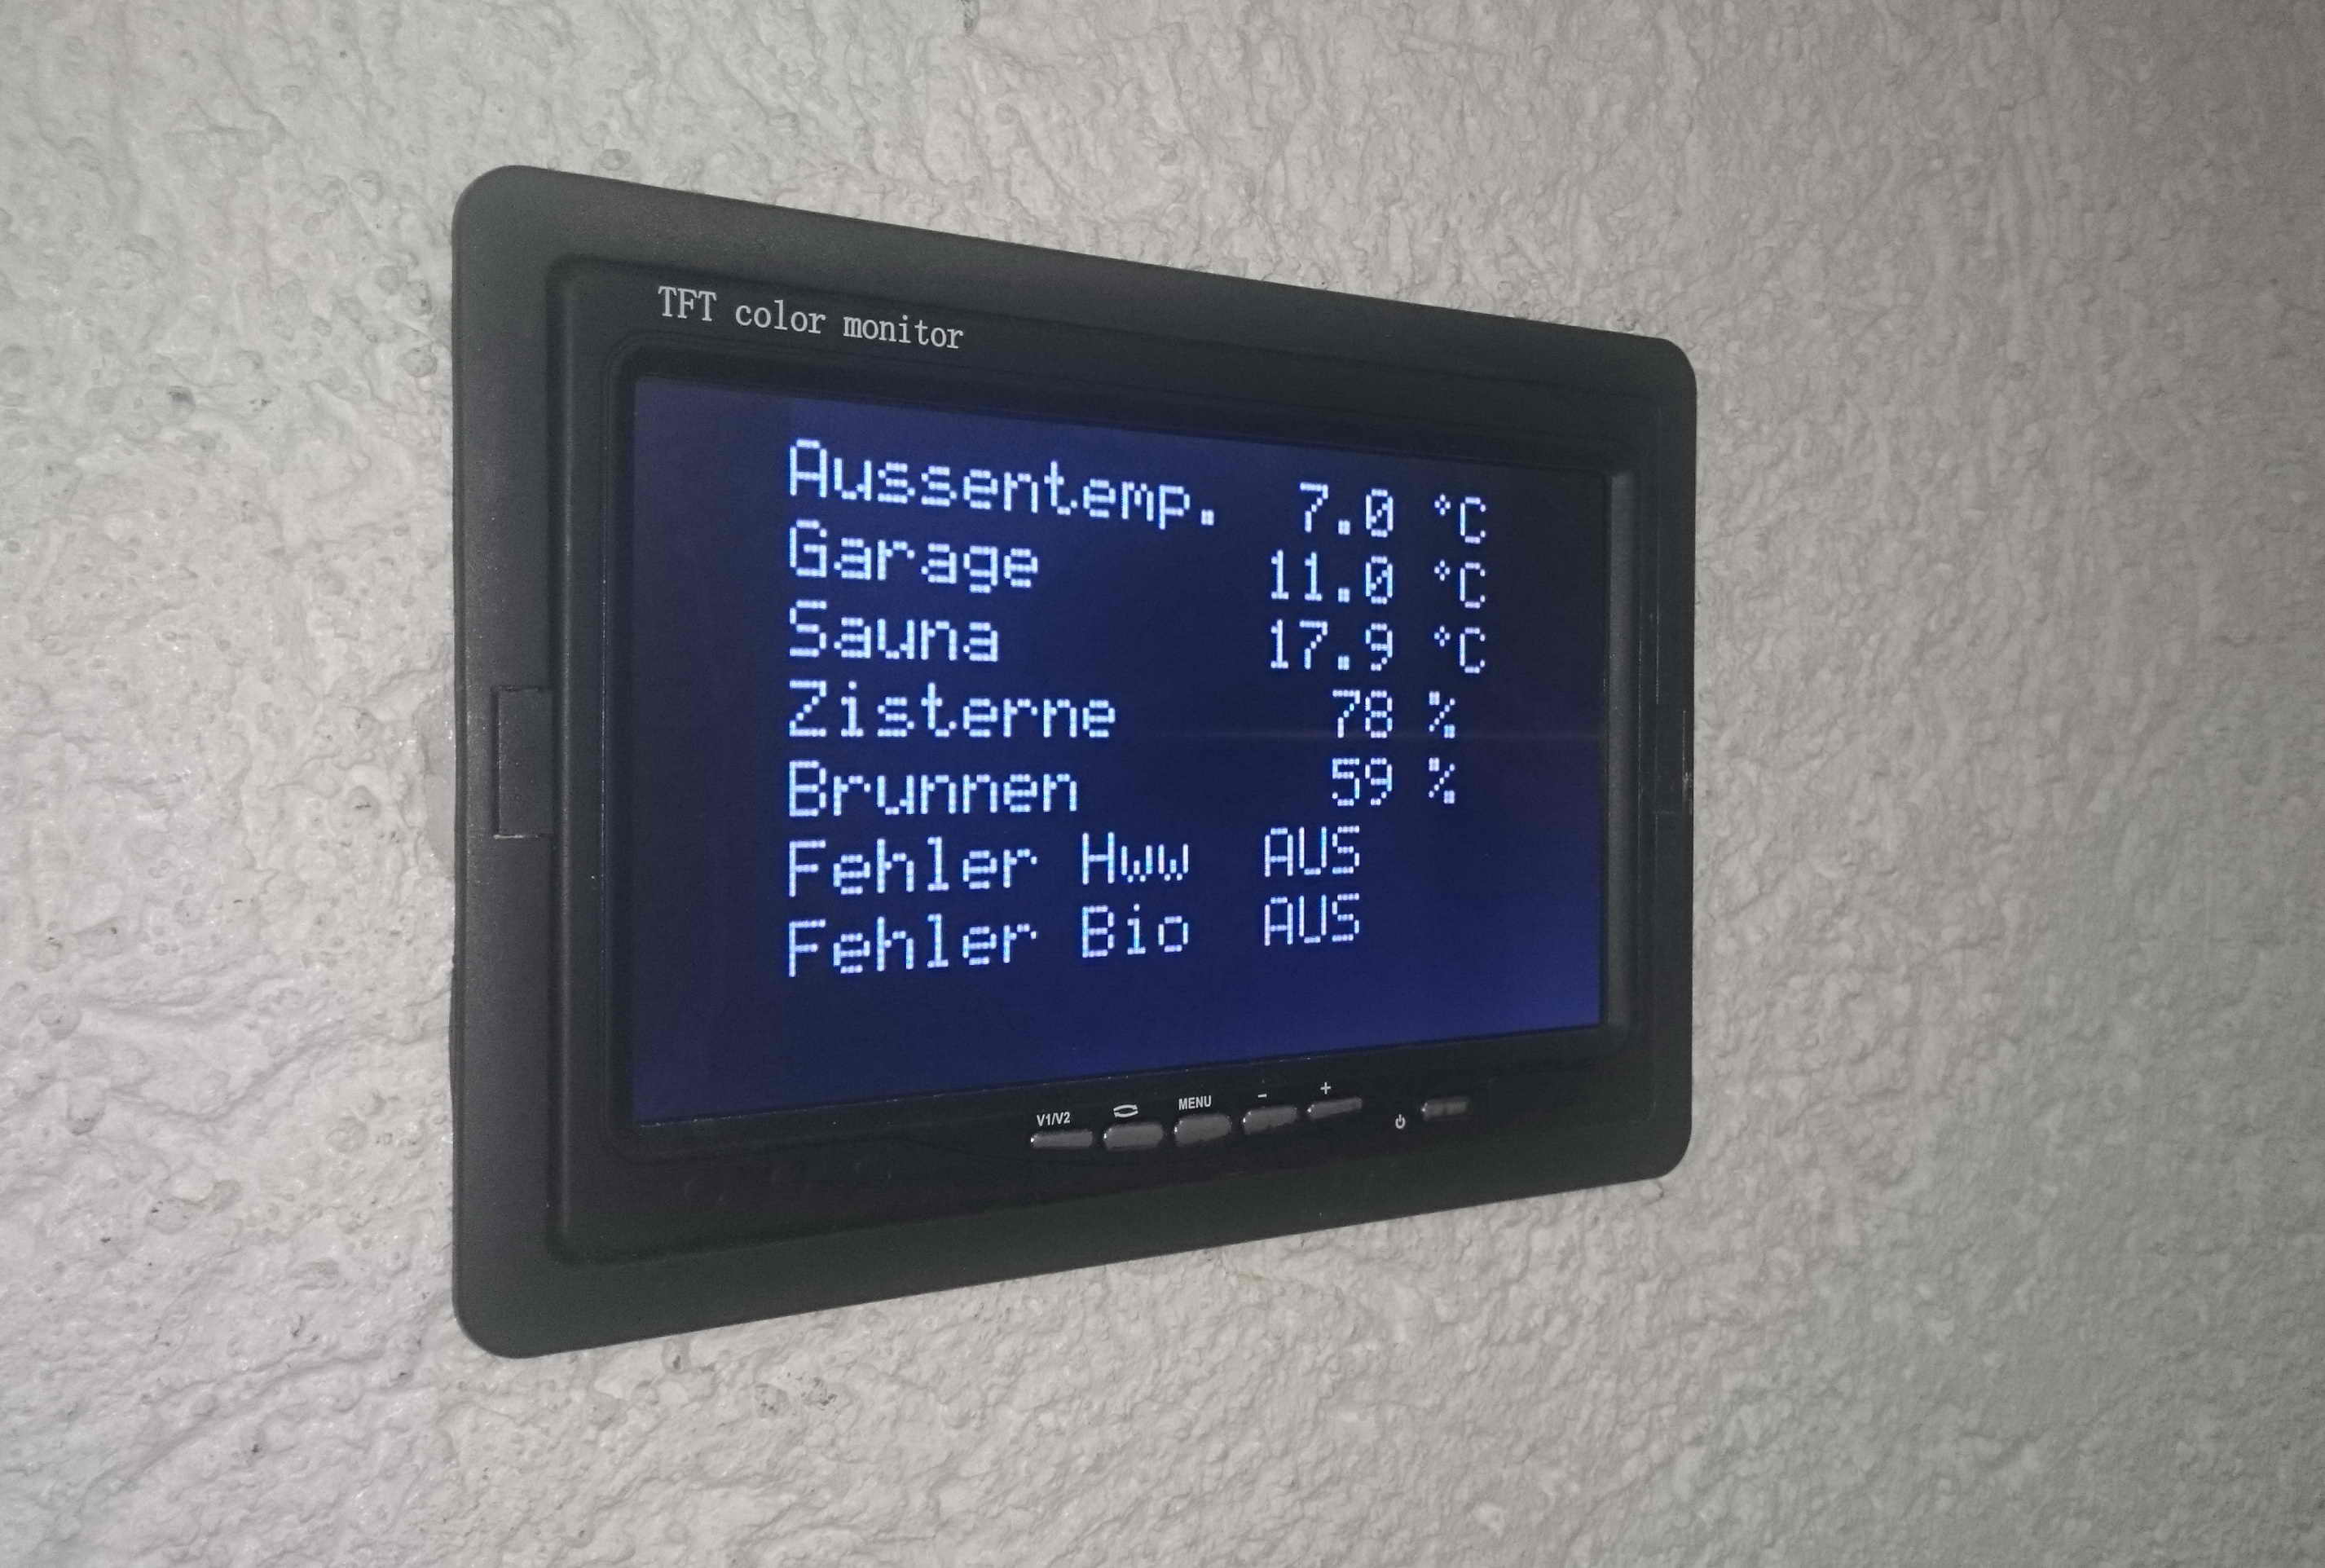 TFT color monitor
Aussentemp. 7.0 °C
Garage 11.0 °C
Sauna 17.9 °C
Zisterne 78 %
Brunnen 59 %
Fehler Hww AUS
Fehler Bio AUS
V1/V2 MENU - +